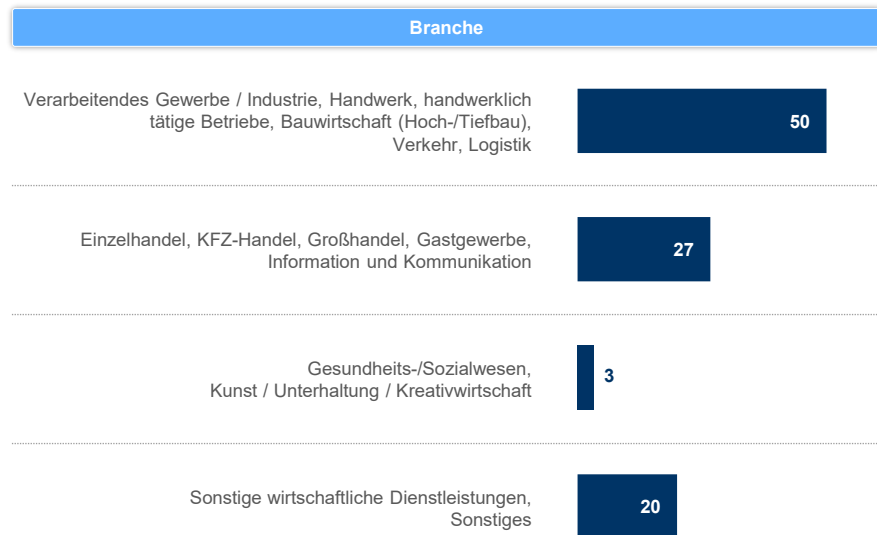 Branche
Verarbeitendes Gewerbe / Industrie, Handwerk, handwerklich
tätige Betriebe, Bauwirtschaft (Hoch-/Tiefbau),
Verkehr, Logistik
50
Einzelhandel, KFZ-Handel, Großhandel, Gastgewerbe,
Information und Kommunikation
27
Gesundheits-/Sozialwesen,
Kunst / Unterhaltung / Kreativwirtschaft
3
Sonstige wirtschaftliche Dienstleistungen,
Sonstiges
20